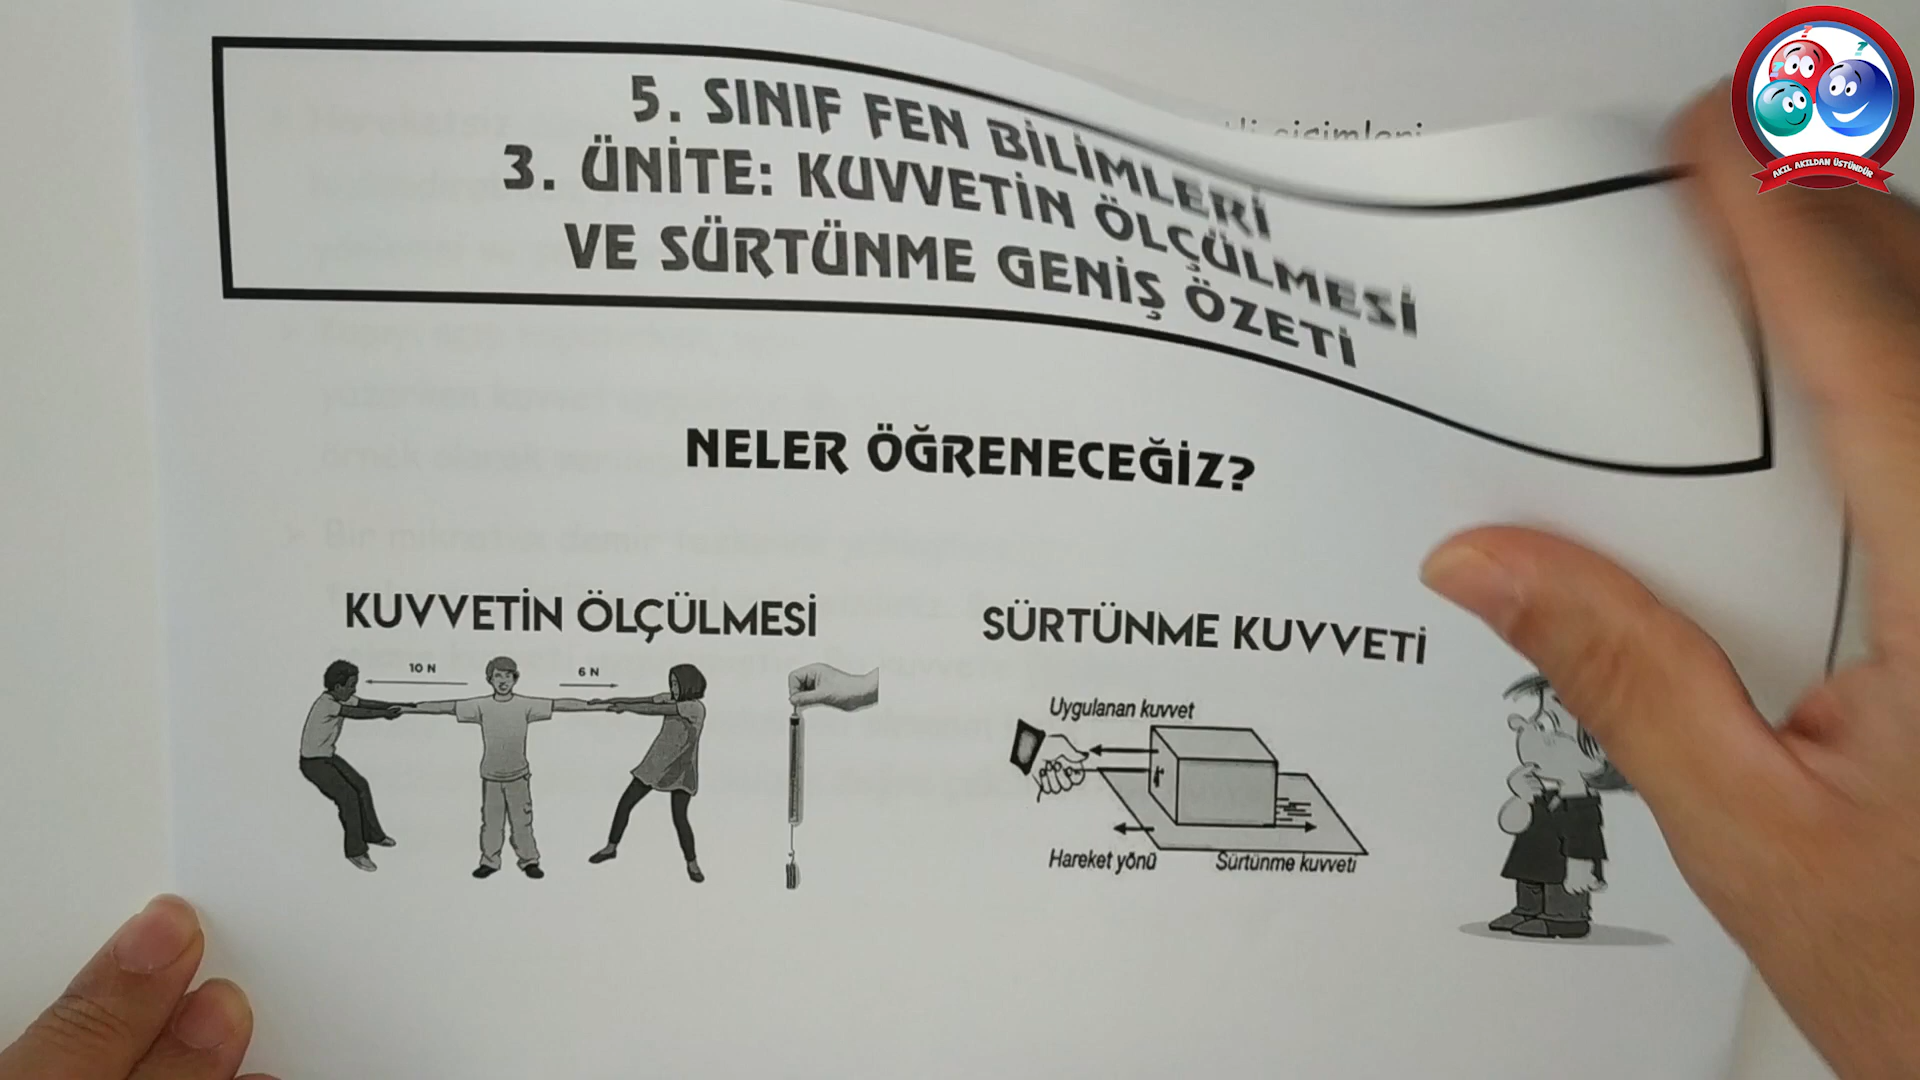 AKIL AKILDAN ÜSTÜNDÜR
5. SINIF FEN BİLİMLERİ
3. ÜNİTE: KUVVETİN ÖLÇÜLMESİ
VE SÜRTÜNME GENİŞ ÖZETİ
NELER ÖĞRENECEĞİZ?
KUVVETİN ÖLÇÜLMESİ
10 N
6 N
SÜRTÜNME KUVVETİ
Uygulanan kuvvet
Hareket yönü
Sürtünme kuvveti